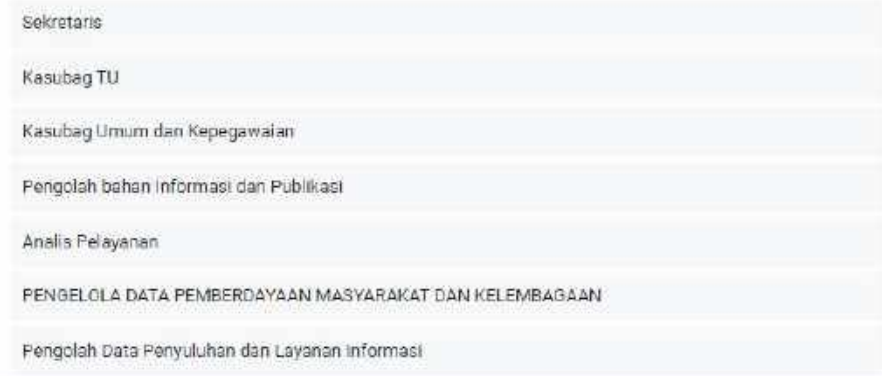 Sekretaris
Kasubag TU
Kasubag Umum dan Kepegawaian
Pengolah bahan Informasi dan Publikasi
Analis Pelayanan
PENGELOLA DATA PEMBERDAYAAN MASYARAKAT DAN KELEMBAGAAN
Pengolah Data Penyuluhan dan Layanan Informasi